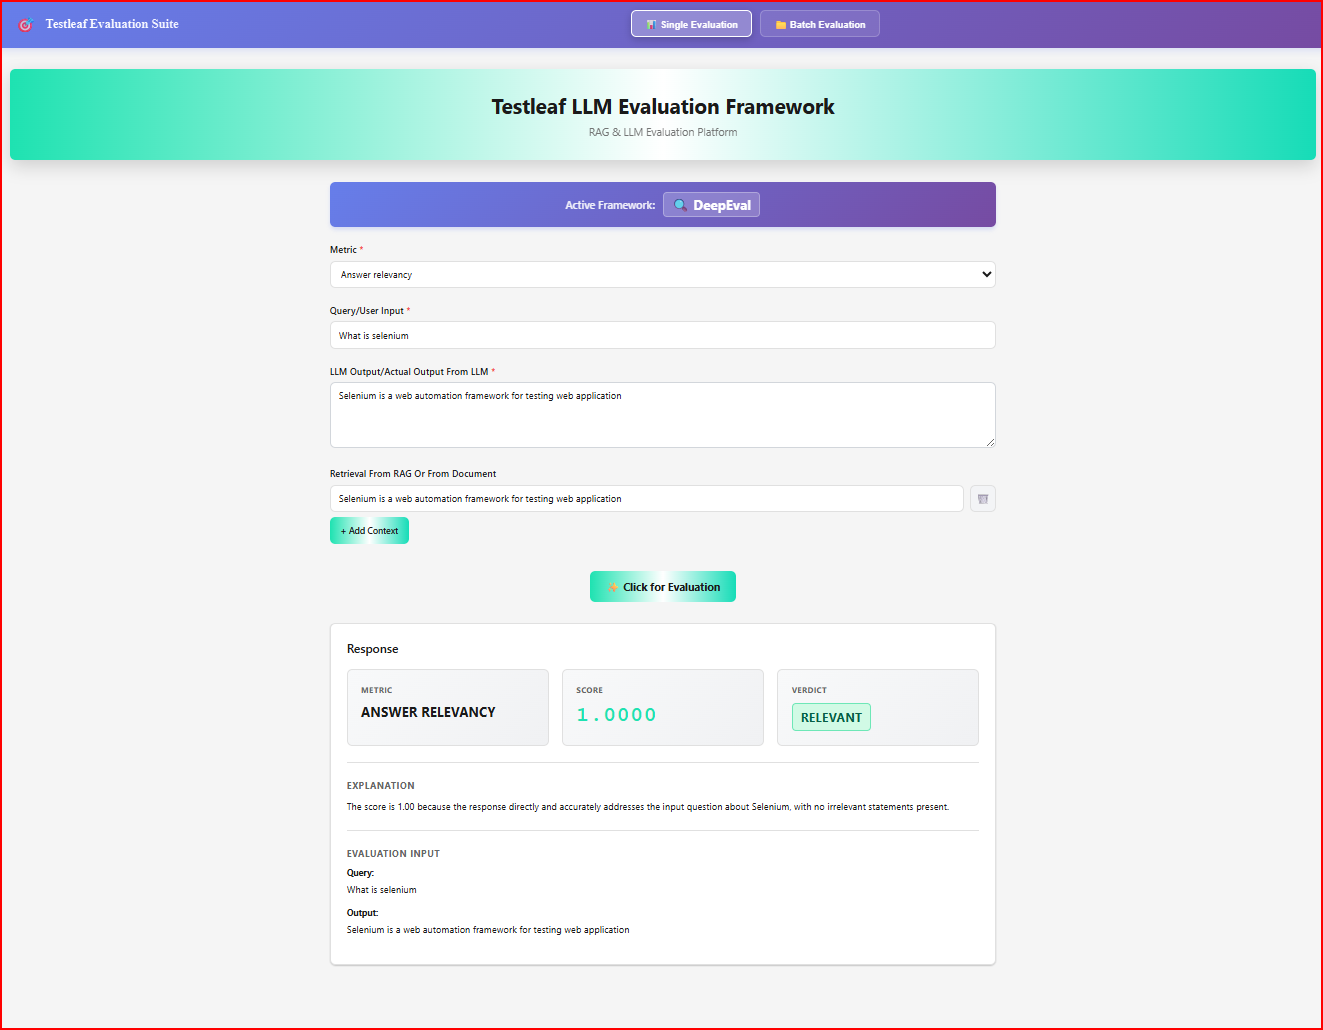 Testleaf Evaluation Suite
Single Evaluation
Batch Evaluation
Testleaf LLM Evaluation Framework
RAG & LLM Evaluation Platform
Active Framework:
DeepEval
Metric *
Answer relevancy
Query/User Input *
What is selenium
LLM Output/Actual Output From LLM *
Selenium is a web automation framework for testing web application
Retrieval From RAG Or From Document
Selenium is a web automation framework for testing web application
+ Add Context
Click for Evaluation
Response
METRIC
ANSWER RELEVANCY
SCORE
1.0000
VERDICT
RELEVANT
EXPLANATION
The score is 1.00 because the response directly and accurately addresses the input question about Selenium, with no irrelevant statements present.
EVALUATION INPUT
Query:
What is selenium
Output:
Selenium is a web automation framework for testing web application